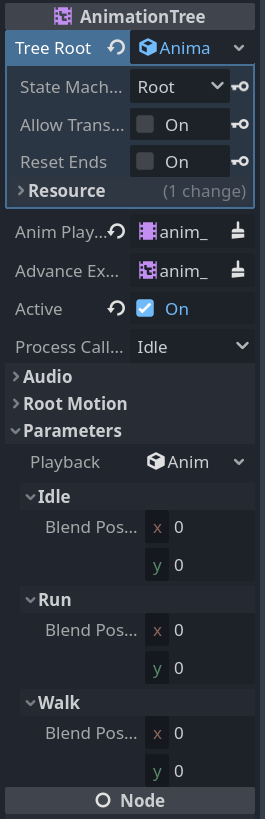 AnimationTree
Tree Root Anima
State Mach... Root
Allow Trans... On
Reset Ends On
Resource (1 change)
Anim Play... anim_
Advance Ex... anim_
Active On
Process Call... Idle
Audio
Root Motion
Parameters
Playback Anim
Idle
Blend Pos... x 0
y 0
Run
Blend Pos... x 0
y 0
Walk
Blend Pos... x 0
y 0
Node